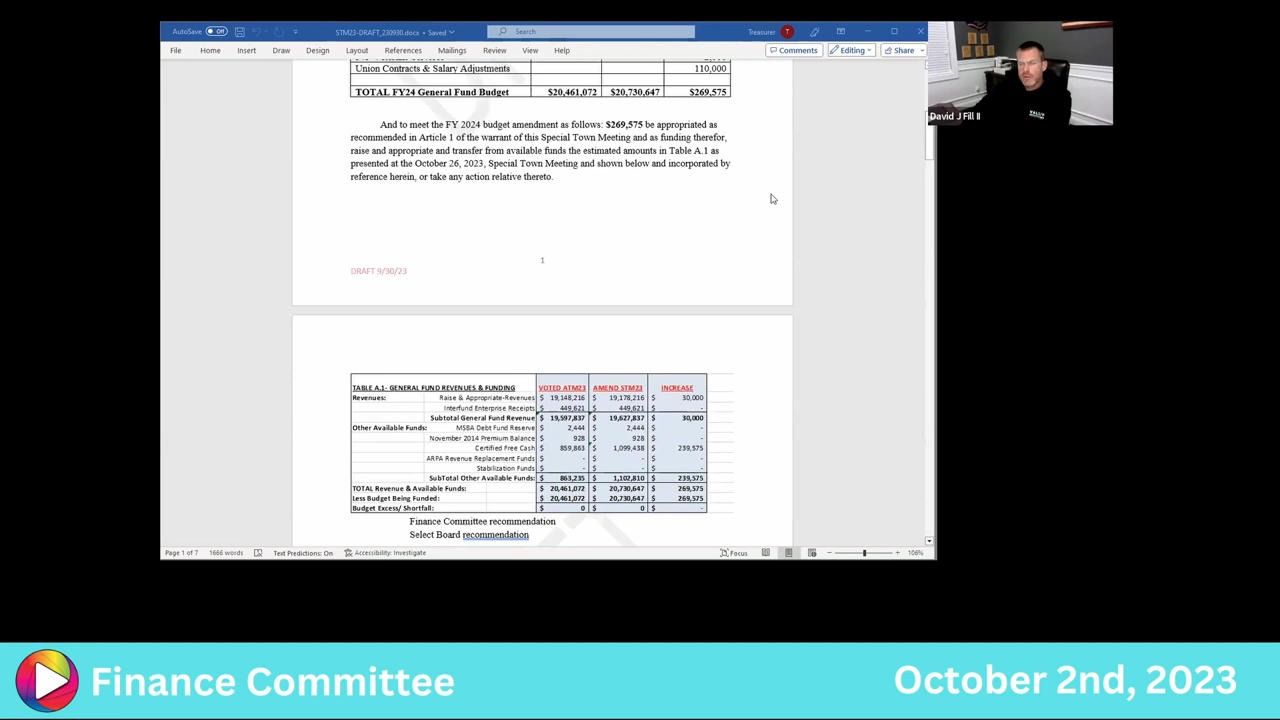 AutoSave Off STM23-DRAFT_230930.docx • Saved Search Treasurer T
File Home Insert Draw Design Layout References Mailings Review View Help Comments Editing Share
Union Contracts & Salary Adjustments 110,000
TOTAL FY24 General Fund Budget $20,461,072 $20,730,647 $269,575
And to meet the FY 2024 budget amendment as follows: $269,575 be appropriated as
recommended in Article 1 of the warrant of this Special Town Meeting and as funding therefor,
raise and appropriate and transfer from available funds the estimated amounts in Table A.1 as
presented at the October 26, 2023, Special Town Meeting and shown below and incorporated by
reference herein, or take any action relative thereto.
1
DRAFT 9/30/23
TABLE A.1- GENERAL FUND REVENUES & FUNDING VOTED ATM23 AMEND STM23 INCREASE
Revenues: Raise & Appropriate-Revenues $ 19,148,216 $ 19,178,216 $ 30,000
Interfund Enterprise Receipts $ 449,621 $ 449,621 $ -
Subtotal General Fund Revenue $ 19,597,837 $ 19,627,837 $ 30,000
Other Available Funds: MSBA Debt Fund Reserve $ 2,444 $ 2,444 $ -
November 2014 Premium Balance $ 928 $ 928 $ -
Certified Free Cash $ 859,863 $ 1,099,438 $ 239,575
ARPA Revenue Replacement Funds $ - $ - $ -
Stabilization Funds $ - $ - $ -
SubTotal Other Available Funds: $ 863,235 $ 1,102,810 $ 239,575
TOTAL Revenue & Available Funds: $ 20,461,072 $ 20,730,647 $ 269,575
Less Budget Being Funded: $ 20,461,072 $ 20,730,647 $ 269,575
Budget Excess/ Shortfall: $ 0 $ 0 $ -
Finance Committee recommendation
Select Board recommendation
Page 1 of 7 1666 words Text Predictions: On Accessibility: Investigate Focus 106%
David J Fill II
Finance Committee
October 2nd, 2023